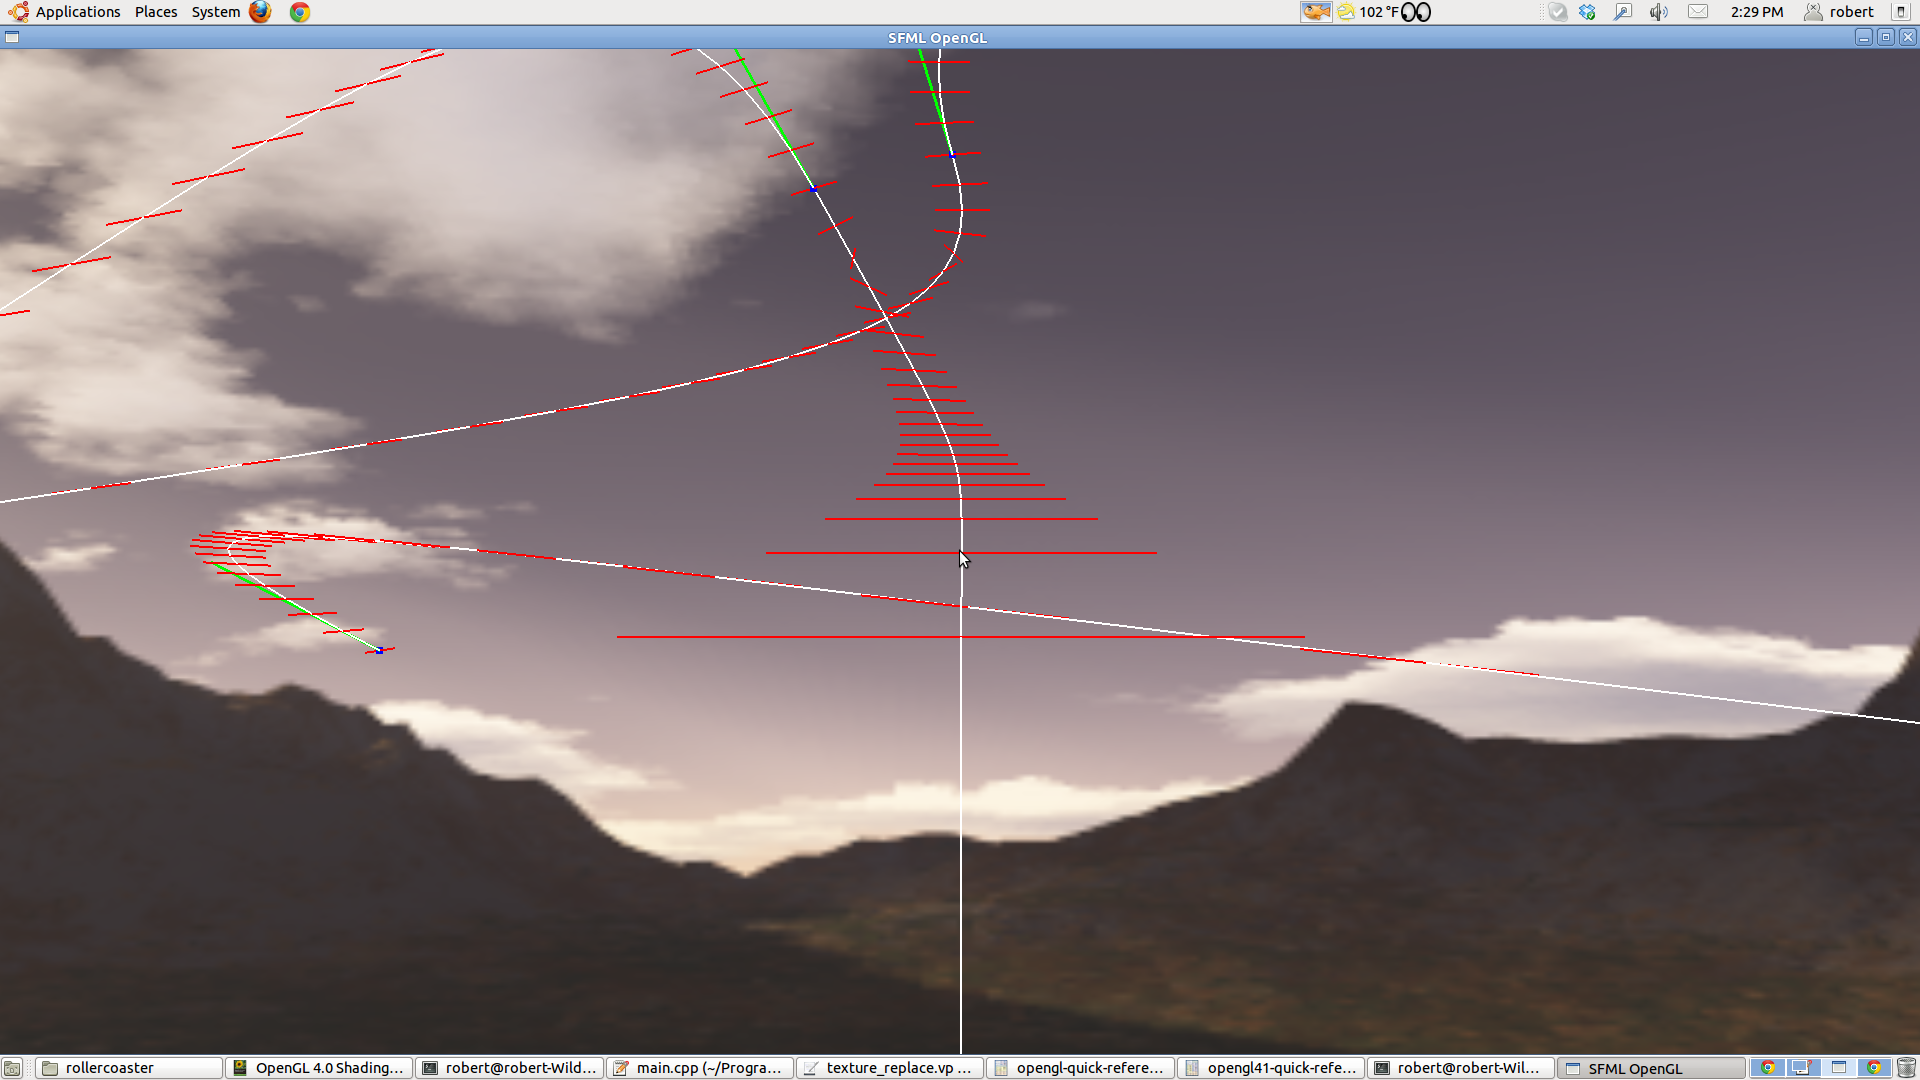 Applications Places System 102 °F 2:29 PM robert
SFML OpenGL
rollercoaster OpenGL 4.0 Shading... robert@robert-Wild... main.cpp (~/Progra... texture_replace.vp ... opengl-quick-refere... opengl41-quick-refe... robert@robert-Wil... SFML OpenGL